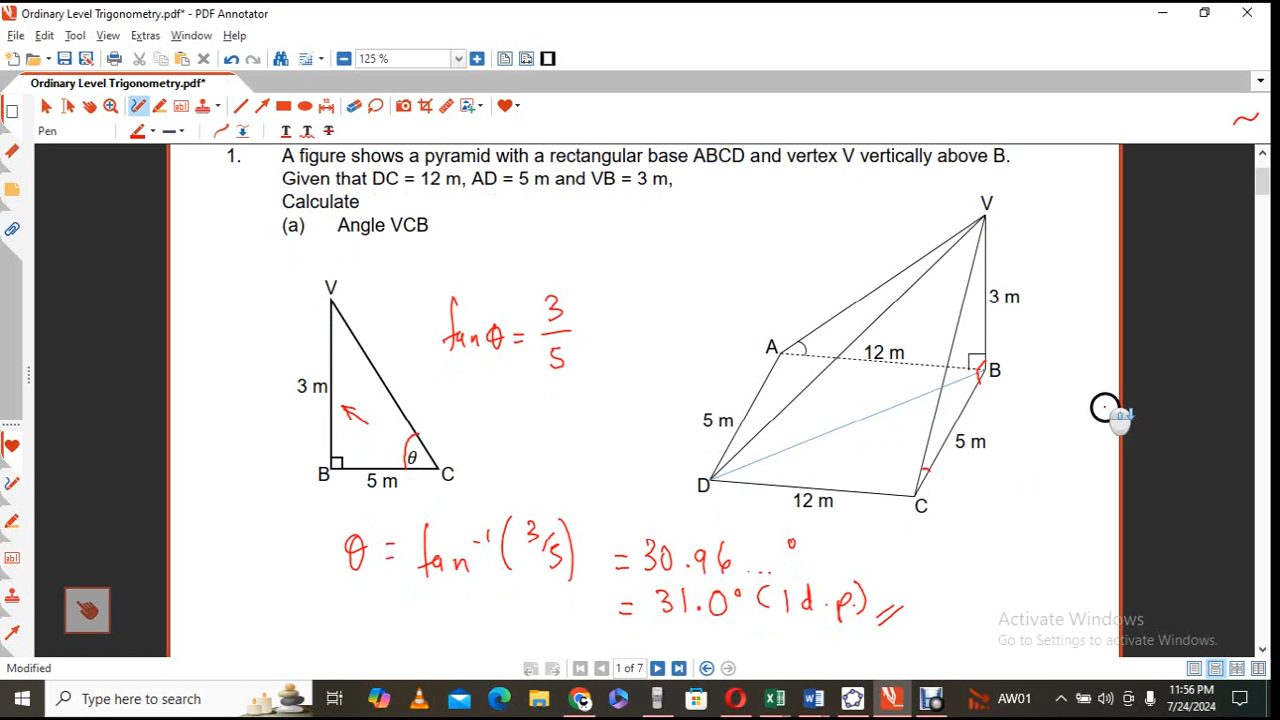 Ordinary Level Trigonometry.pdf* - PDF Annotator
File Edit Tool View Extras Window Help
125 %
Ordinary Level Trigonometry.pdf*
Pen
T T T
1. A figure shows a pyramid with a rectangular base ABCD and vertex V vertically above B.
Given that DC = 12 m, AD = 5 m and VB = 3 m,
Calculate
(a) Angle VCB
V
3 m
B
5 m
θ
C
tan θ = 3/5
V
3 m
A
12 m
B
5 m
5 m
D
12 m
C
θ = tan⁻¹ (3/5) = 30.96 ...°
= 31.0° (1 d.p.)
Activate Windows
Go to Settings to activate Windows.
Modified
1 of 7
Type here to search
AW01
11:56 PM
7/24/2024